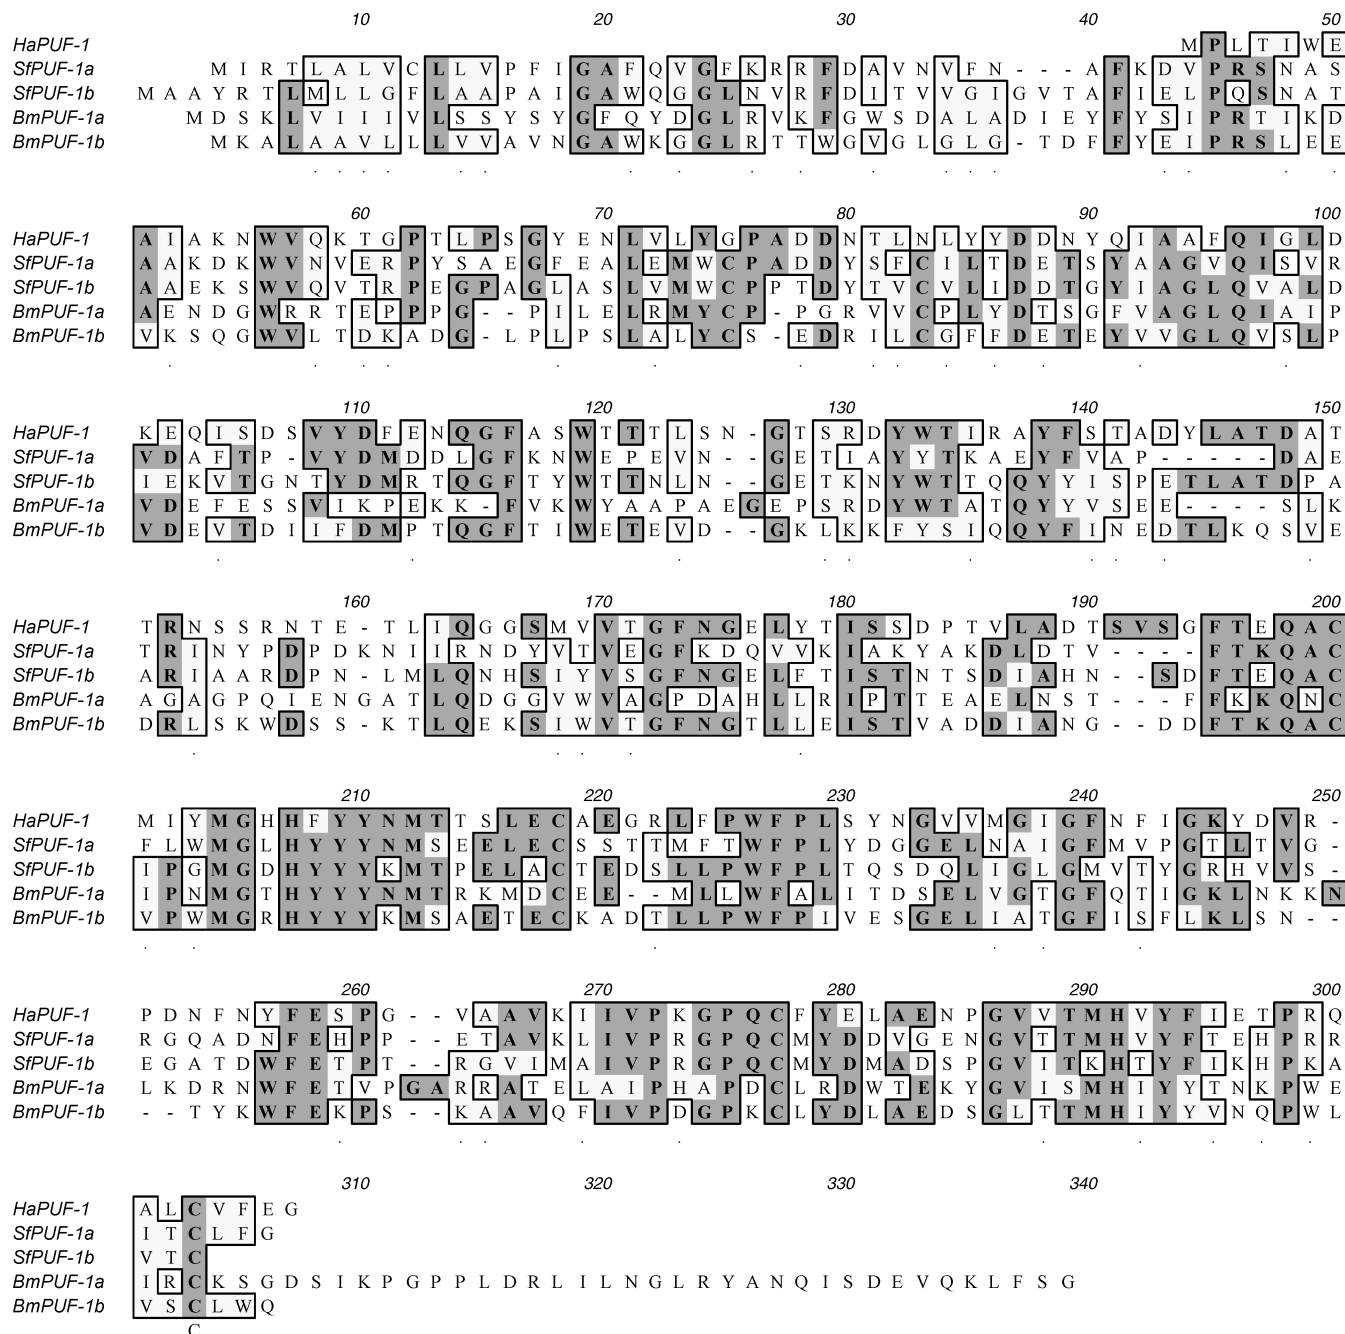 10 20 30 40 50
HaPUF-1 M P L T I W E
SfPUF-1a M I R T L A L V C L L V P F I G A F Q V G F K R R F D A V N V F N - - - A F K D V P R S N A S
SfPUF-1b M A A Y R T L M L L G F L A A P A I G A W Q G G L N V R F D I T V V G I G V T A F I E L P Q S N A T
BmPUF-1a M D S K L V I I I V L S S Y S Y G F Q Y D G L R V K F G W S D A L A D I E Y F Y S I P R T I K D
BmPUF-1b M K A L A A V L L L V V A V N G A W K G G L R T T W G V G L G L G - T D F F Y E I P R S L E E
60 70 80 90 100
HaPUF-1 A I A K N W V Q K T G P T L P S G Y E N L V L Y G P A D D N T L N L Y Y D D N Y Q I A A F Q I G L D
SfPUF-1a A A K D K W V N V E R P Y S A E G F E A L E M W C P A D D Y S F C I L T D E T S Y A A G V Q I S V R
SfPUF-1b A A E K S W V Q V T R P E G P A G L A S L V M W C P P T D Y T V C V L I D D T G Y I A G L Q V A L D
BmPUF-1a A E N D G W R R T E P P P G - - P I L E L R M Y C P - P G R V V C P L Y D T S G F V A G L Q I A I P
BmPUF-1b V K S Q G W V L T D K A D G - L P L P S L A L Y C S - E D R I L C G F F D E T E Y V V G L Q V S L P
110 120 130 140 150
HaPUF-1 K E Q I S D S V Y D F E N Q G F A S W T T T L S N - G T S R D Y W T I R A Y F S T A D Y L A T D A T
SfPUF-1a V D A F T P - V Y D M D D L G F K N W E P E V N - - G E T I A Y Y T K A E Y F V A P - - - - - D A E
SfPUF-1b I E K V T G N T Y D M R T Q G F T Y W T T N L N - - G E T K N Y W T T Q Q Y Y I S P E T L A T D P A
BmPUF-1a V D E F E S S V I K P E K K - F V K W Y A A P A E G E P S R D Y W T A T Q Y Y V S E E - - - - S L K
BmPUF-1b V D E V T D I I F D M P T Q G F T I W E T E V D - - G K L K K F Y S I Q Q Y F I N E D T L K Q S V E
160 170 180 190 200
HaPUF-1 T R N S S R N T E - T L I Q G G S M V V T G F N G E L Y T I S S D P T V L A D T S V S G F T E Q A C
SfPUF-1a T R I N Y P D P D K N I I R N D Y V T V E G F K D Q V V K I A K Y A K D L D T V - - - - F T K Q A C
SfPUF-1b A R I A A R D P N - L M L Q N H S I Y V S G F N G E L F T I S T N T S D I A H N - - S D F T E Q A C
BmPUF-1a A G A G P Q I E N G A T L Q D G G V W V A G P D A H L L R I P T T E A E L N S T - - - F F K K Q N C
BmPUF-1b D R L S K W D S S - K T L Q E K S I W V T G F N G T L L E I S T V A D D I A N G - - D D F T K Q A C
210 220 230 240 250
HaPUF-1 M I Y M G H H F Y Y N M T T S L E C A E G R L F P W F P L S Y N G V V M G I G F N F I G K Y D V R -
SfPUF-1a F L W M G L H Y Y Y N M S E E L E C S S T T M F T W F P L Y D G G E L N A I G F M V P G T L T V G -
SfPUF-1b I P G M G D H Y Y Y K M T P E L A C T E D S L L P W F P L T Q S D Q L I G L G M V T Y G R H V V S -
BmPUF-1a I P N M G T H Y Y Y N M T R K M D C E E - - M L L W F A L I T D S E L V G T G F Q T I G K L N K K N
BmPUF-1b V P W M G R H Y Y Y K M S A E T E C K A D T L L P W F P I V E S G E L I A T G F I S F L K L S N - -
260 270 280 290 300
HaPUF-1 P D N F N Y F E S P G - - V A A V K I I V P K G P Q C F Y E L A E N P G V V T M H V Y F I E T P R Q
SfPUF-1a R G Q A D N F E H P P - - E T A V K L I V P R G P Q C M Y D D V G E N G V T T M H V Y F T E H P R R
SfPUF-1b E G A T D W F E T P T - - R G V I M A I V P R G P Q C M Y D M A D S P G V I T K H T Y F I K H P K A
BmPUF-1a L K D R N W F E T V P G A R R A T E L A I P H A P D C L R D W T E K Y G V I S M H I Y Y T N K P W E
BmPUF-1b - - T Y K W F E K P S - - K A A V Q F I V P D G P K C L Y D L A E D S G L T T M H I Y Y V N Q P W L
310 320 330 340
HaPUF-1 A L C V F E G
SfPUF-1a I T C L F G
SfPUF-1b V T C
BmPUF-1a I R C K S G D S I K P G P P L D R L I L N G L R Y A N Q I S D E V Q K L F S G
BmPUF-1b V S C L W Q
C